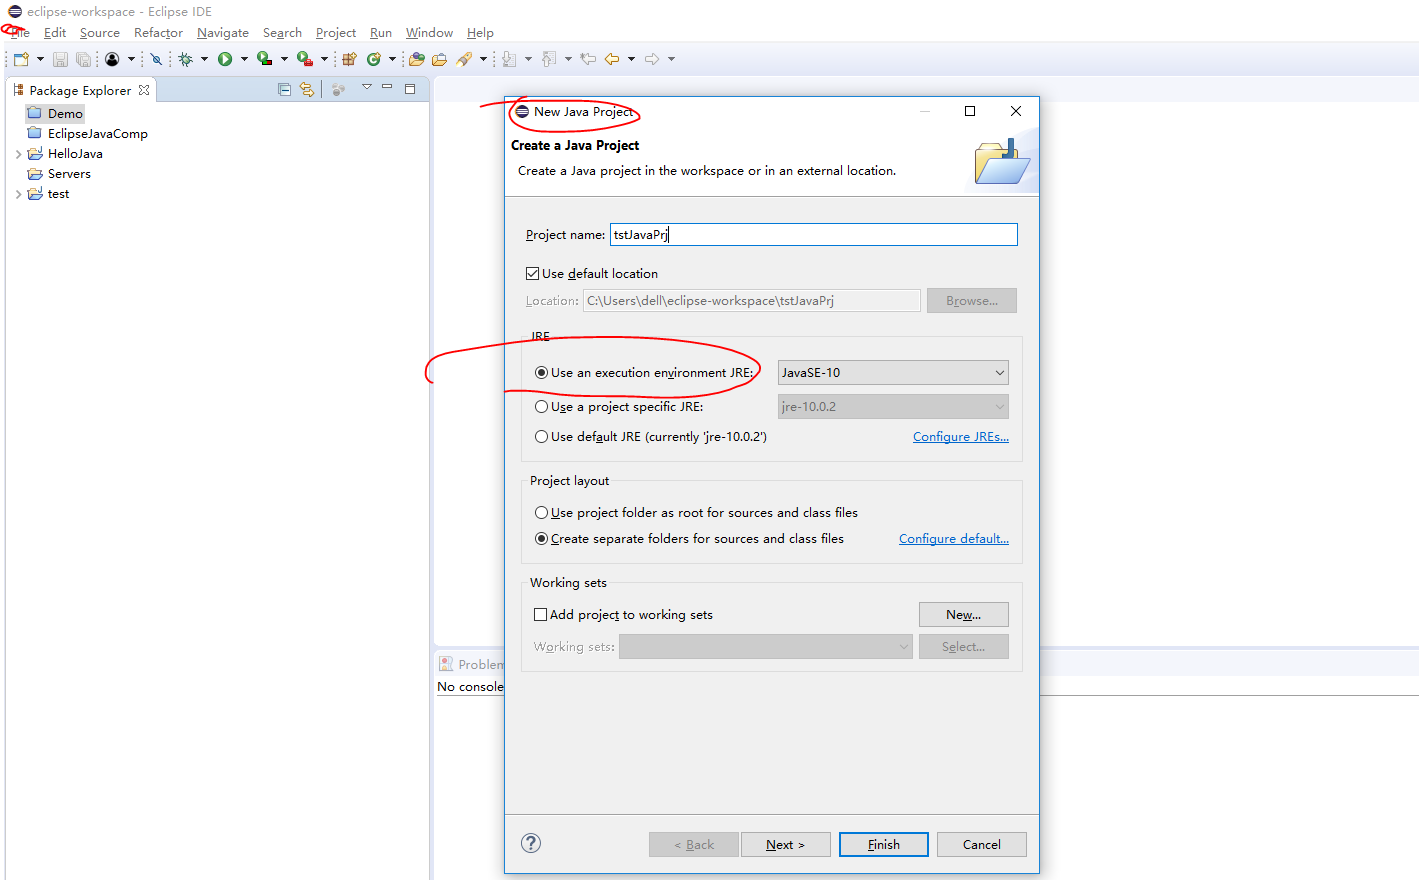 eclipse-workspace - Eclipse IDE
File Edit Source Refactor Navigate Search Project Run Window Help
Package Explorer
Demo
EclipseJavaComp
HelloJava
Servers
test
New Java Project
Create a Java Project
Create a Java project in the workspace or in an external location.
Project name: tstJavaPrj
Use default location
Location: C:\Users\dell\eclipse-workspace\tstJavaPrj Browse...
JRE
Use an execution environment JRE: JavaSE-10
Use a project specific JRE: jre-10.0.2
Use default JRE (currently 'jre-10.0.2') Configure JREs...
Project layout
Use project folder as root for sources and class files
Create separate folders for sources and class files Configure default...
Working sets
Add project to working sets New...
Working sets: Select...
Problem
No console
? < Back Next > Finish Cancel